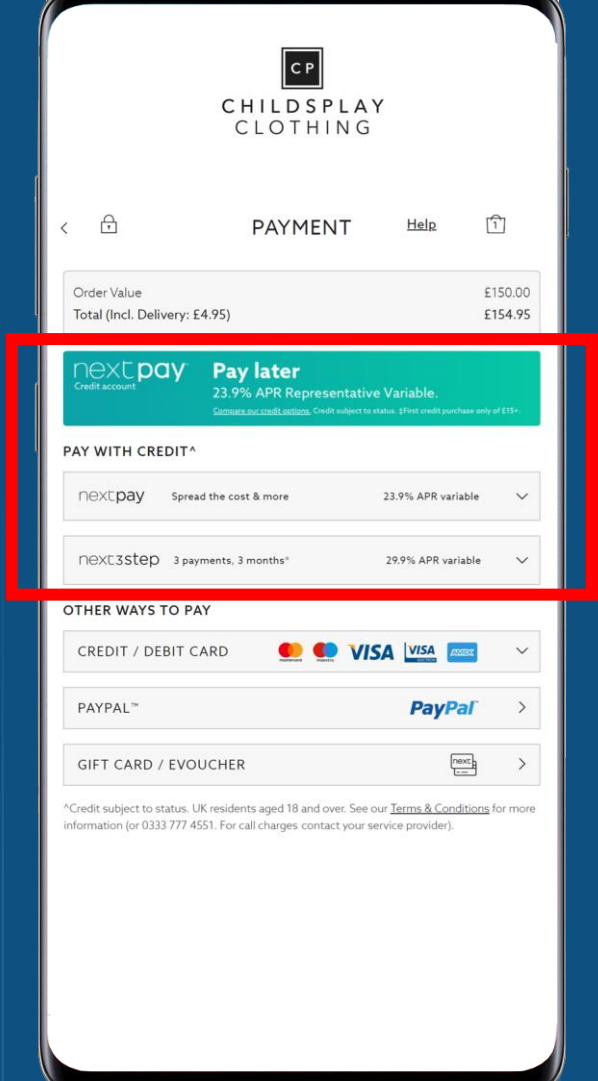 CP
CHILDSPLAY
CLOTHING
PAYMENT Help 1
Order Value £150.00
Total (Incl. Delivery: £4.95) £154.95
nextpay Pay later
Credit account 23.9% APR Representative Variable.
Compare our credit options. Credit subject to status. ‡First credit purchase only of £15+.
PAY WITH CREDIT^
nextpay Spread the cost & more 23.9% APR variable
next3step 3 payments, 3 months* 29.9% APR variable
OTHER WAYS TO PAY
CREDIT / DEBIT CARD mastercard maestro VISA VISA AMEX
PAYPAL™ PayPal
GIFT CARD / EVOUCHER next
^Credit subject to status. UK residents aged 18 and over. See our Terms & Conditions for more
information (or 0333 777 4551. For call charges contact your service provider).